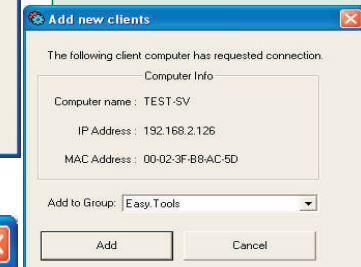 Add new clients
The following client computer has requested connection.
Computer Info
Computer name : TEST-SV
IP Address : 192.168.2.126
MAC Address : 00-02-3F-B8-AC-5D
Add to Group: Easy.Tools
Add Cancel